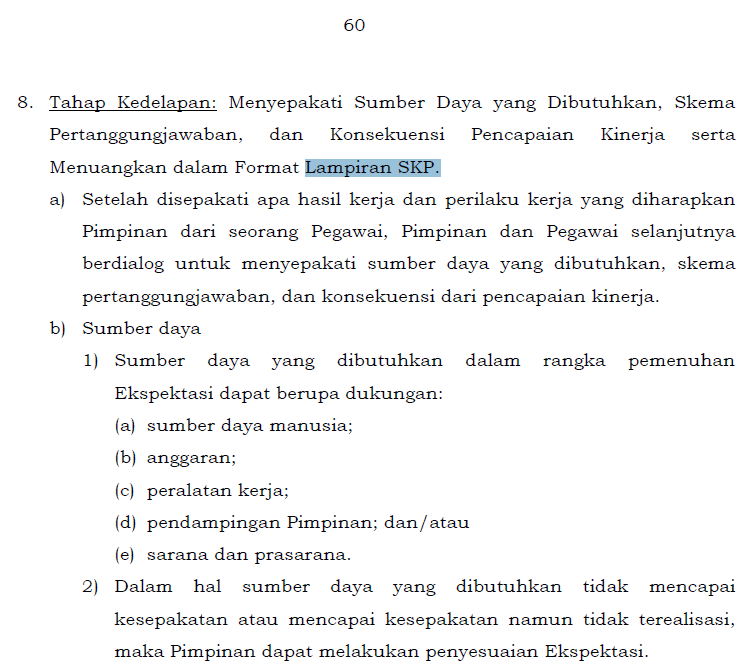 60
8. Tahap Kedelapan: Menyepakati Sumber Daya yang Dibutuhkan, Skema
Pertanggungjawaban, dan Konsekuensi Pencapaian Kinerja serta
Menuangkan dalam Format Lampiran SKP.
a) Setelah disepakati apa hasil kerja dan perilaku kerja yang diharapkan
Pimpinan dari seorang Pegawai, Pimpinan dan Pegawai selanjutnya
berdialog untuk menyepakati sumber daya yang dibutuhkan, skema
pertanggungjawaban, dan konsekuensi dari pencapaian kinerja.
b) Sumber daya
1) Sumber daya yang dibutuhkan dalam rangka pemenuhan
Ekspektasi dapat berupa dukungan:
(a) sumber daya manusia;
(b) anggaran;
(c) peralatan kerja;
(d) pendampingan Pimpinan; dan/atau
(e) sarana dan prasarana.
2) Dalam hal sumber daya yang dibutuhkan tidak mencapai
kesepakatan atau mencapai kesepakatan namun tidak terealisasi,
maka Pimpinan dapat melakukan penyesuaian Ekspektasi.